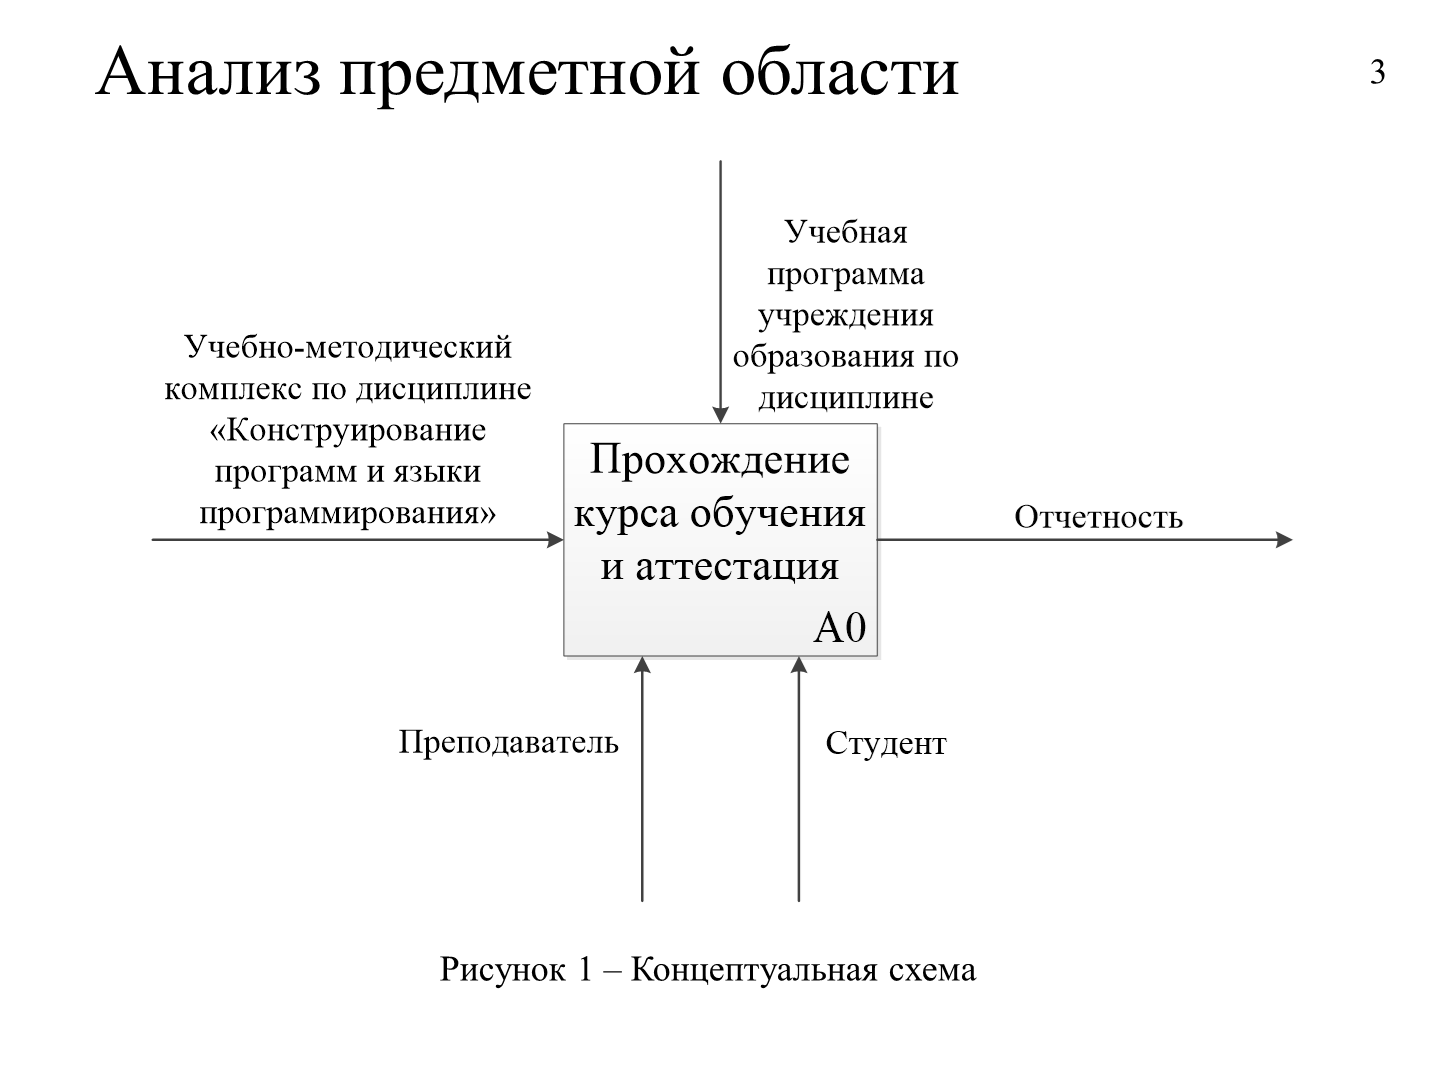 Анализ предметной области
3
Учебная
программа
учреждения
образования по
дисциплине
Учебно-методический
комплекс по дисциплине
«Конструирование
программ и языки
программирования»
Прохождение
курса обучения
и аттестация
А0
Отчетность
Преподаватель
Студент
Рисунок 1 – Концептуальная схема